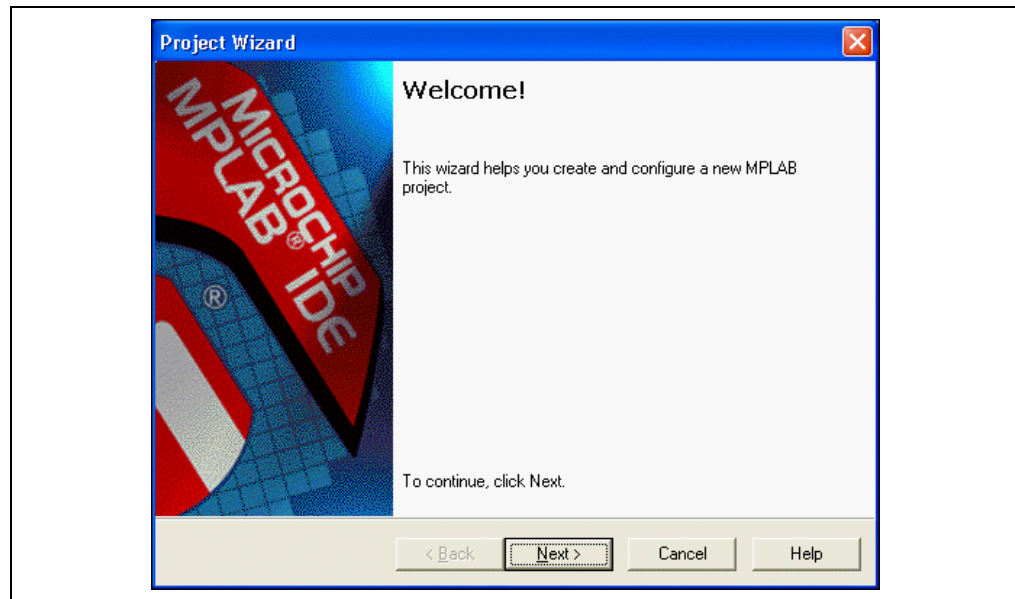 Project Wizard
MICROCHIP
MPLAB® IDE
®
Welcome!
This wizard helps you create and configure a new MPLAB
project.
To continue, click Next.
< Back Next > Cancel Help